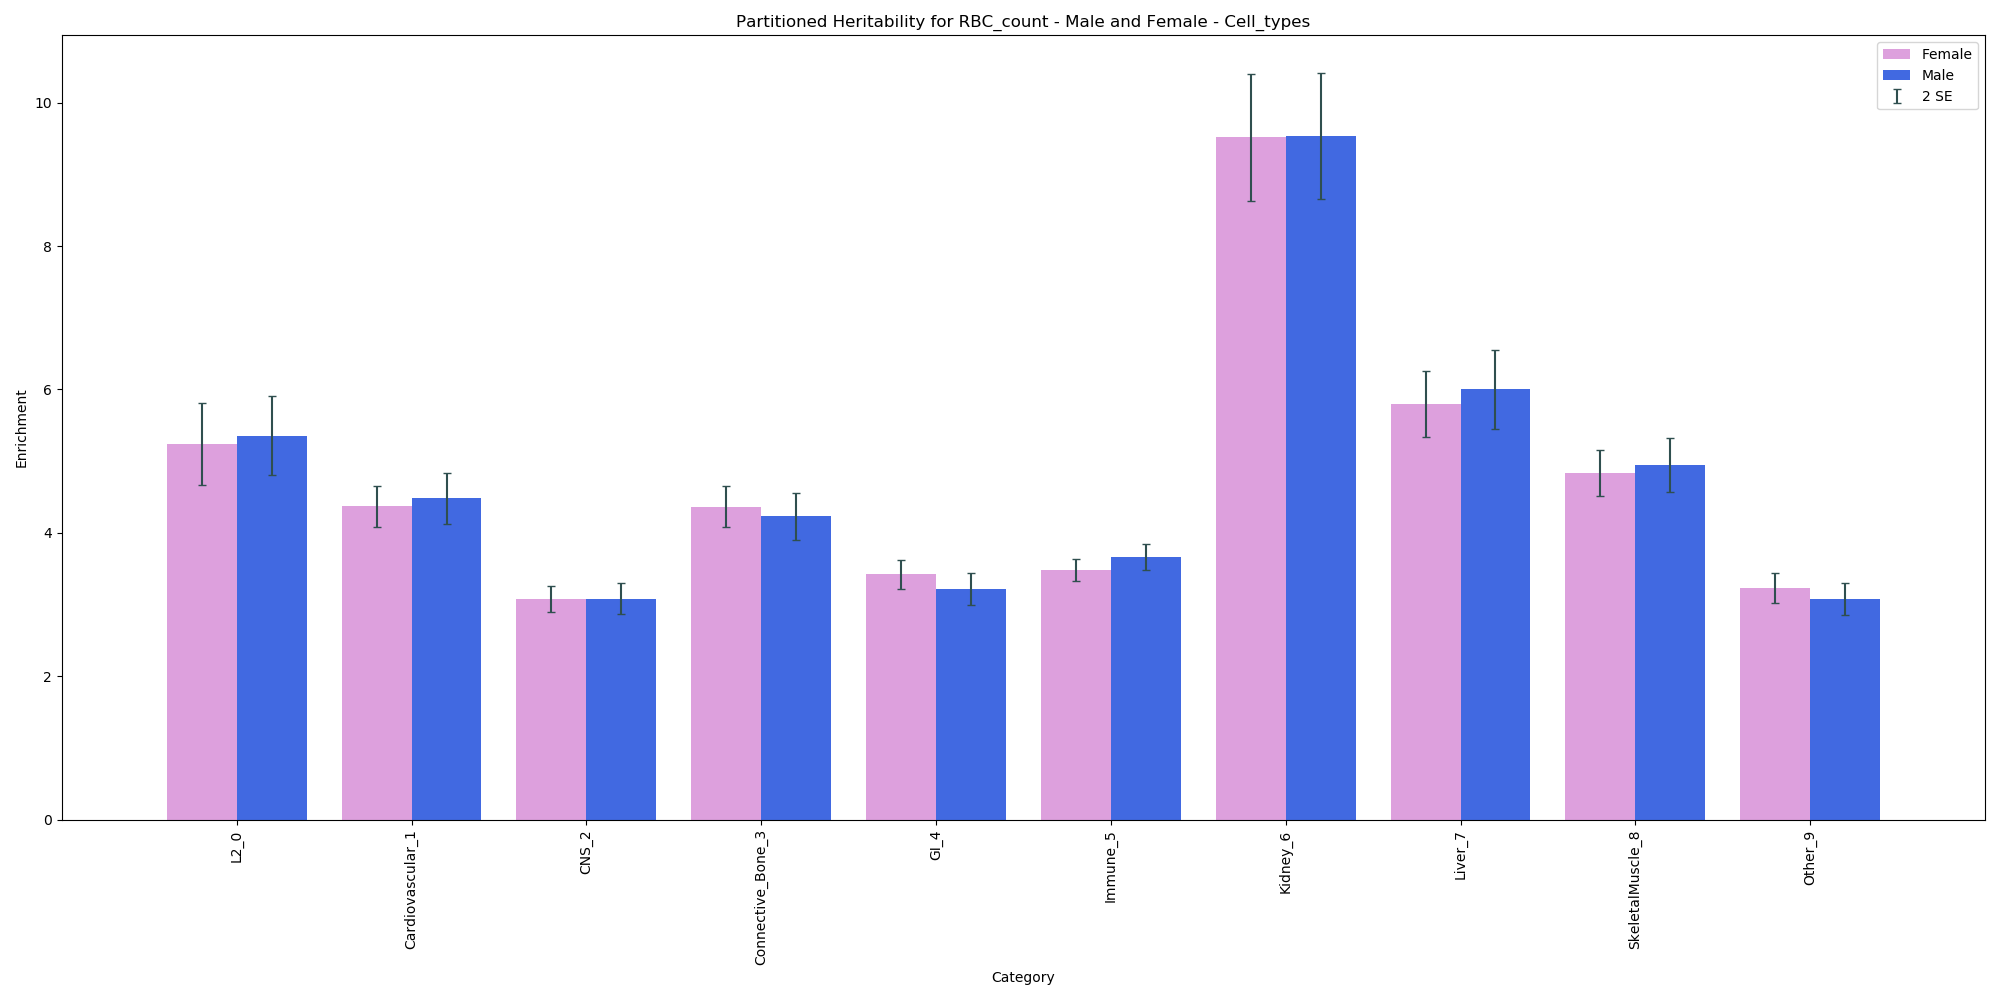 Partitioned Heritability for RBC_count - Male and Female - Cell_types
Female
Male
2 SE
Enrichment
10
8
6
4
2
0
L2_0
Cardiovascular_1
CNS_2
Connective_Bone_3
GI_4
Immune_5
Kidney_6
Liver_7
SkeletalMuscle_8
Other_9
Category